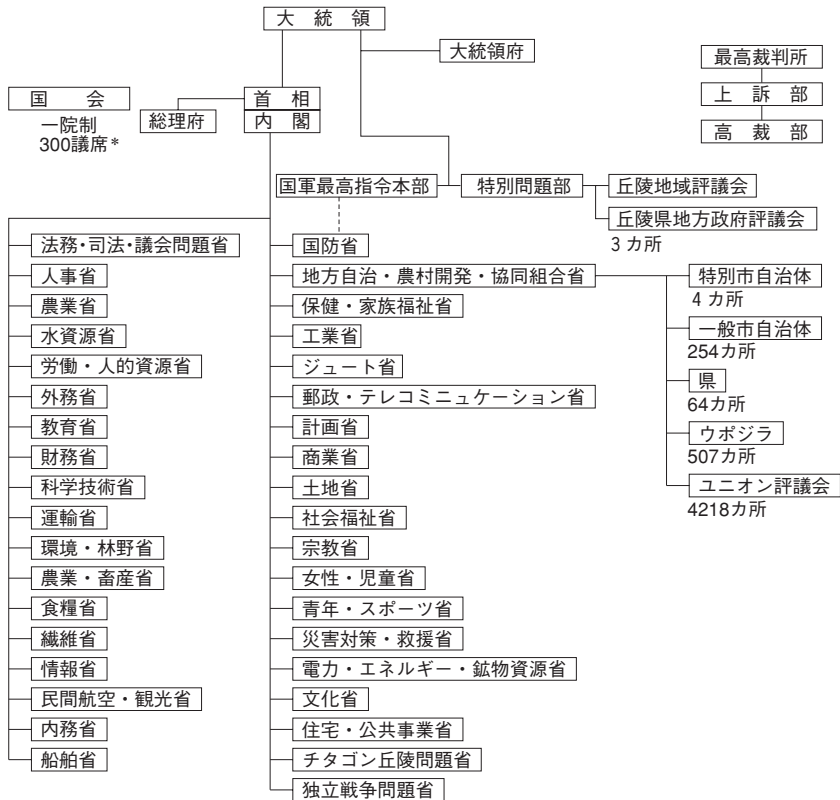 大統領
大統領府
最高裁判所
上訴部
高裁部
国会
一院制
300議席*
総理府
首相
内閣
国軍最高指令本部
特別問題部
丘陵地域評議会
丘陵県地方政府評議会
3カ所
法務・司法・議会問題省
人事省
農業省
水資源省
労働・人的資源省
外務省
教育省
財務省
科学技術省
運輸省
環境・林野省
農業・畜産省
食糧省
繊維省
情報省
民間航空・観光省
内務省
船舶省
国防省
地方自治・農村開発・協同組合省
保健・家族福祉省
工業省
ジュート省
郵政・テレコミニュケーション省
計画省
商業省
土地省
社会福祉省
宗教省
女性・児童省
青年・スポーツ省
災害対策・救援省
電力・エネルギー・鉱物資源省
文化省
住宅・公共事業省
チタゴン丘陵問題省
独立戦争問題省
特別市自治体
4カ所
一般市自治体
254カ所
県
64カ所
ウポジラ
507カ所
ユニオン評議会
4218カ所